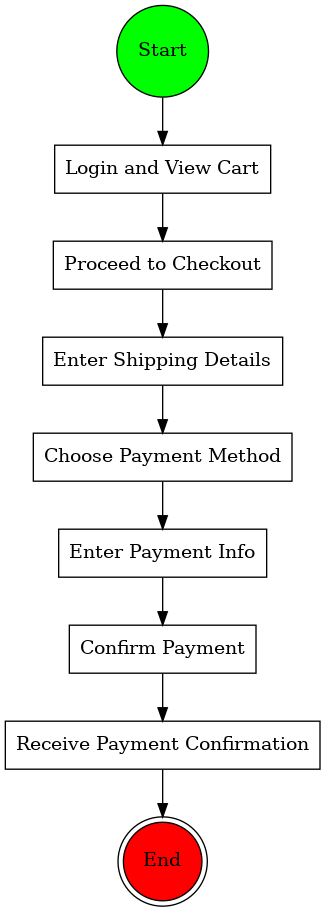 Start
Login and View Cart
Proceed to Checkout
Enter Shipping Details
Choose Payment Method
Enter Payment Info
Confirm Payment
Receive Payment Confirmation
End